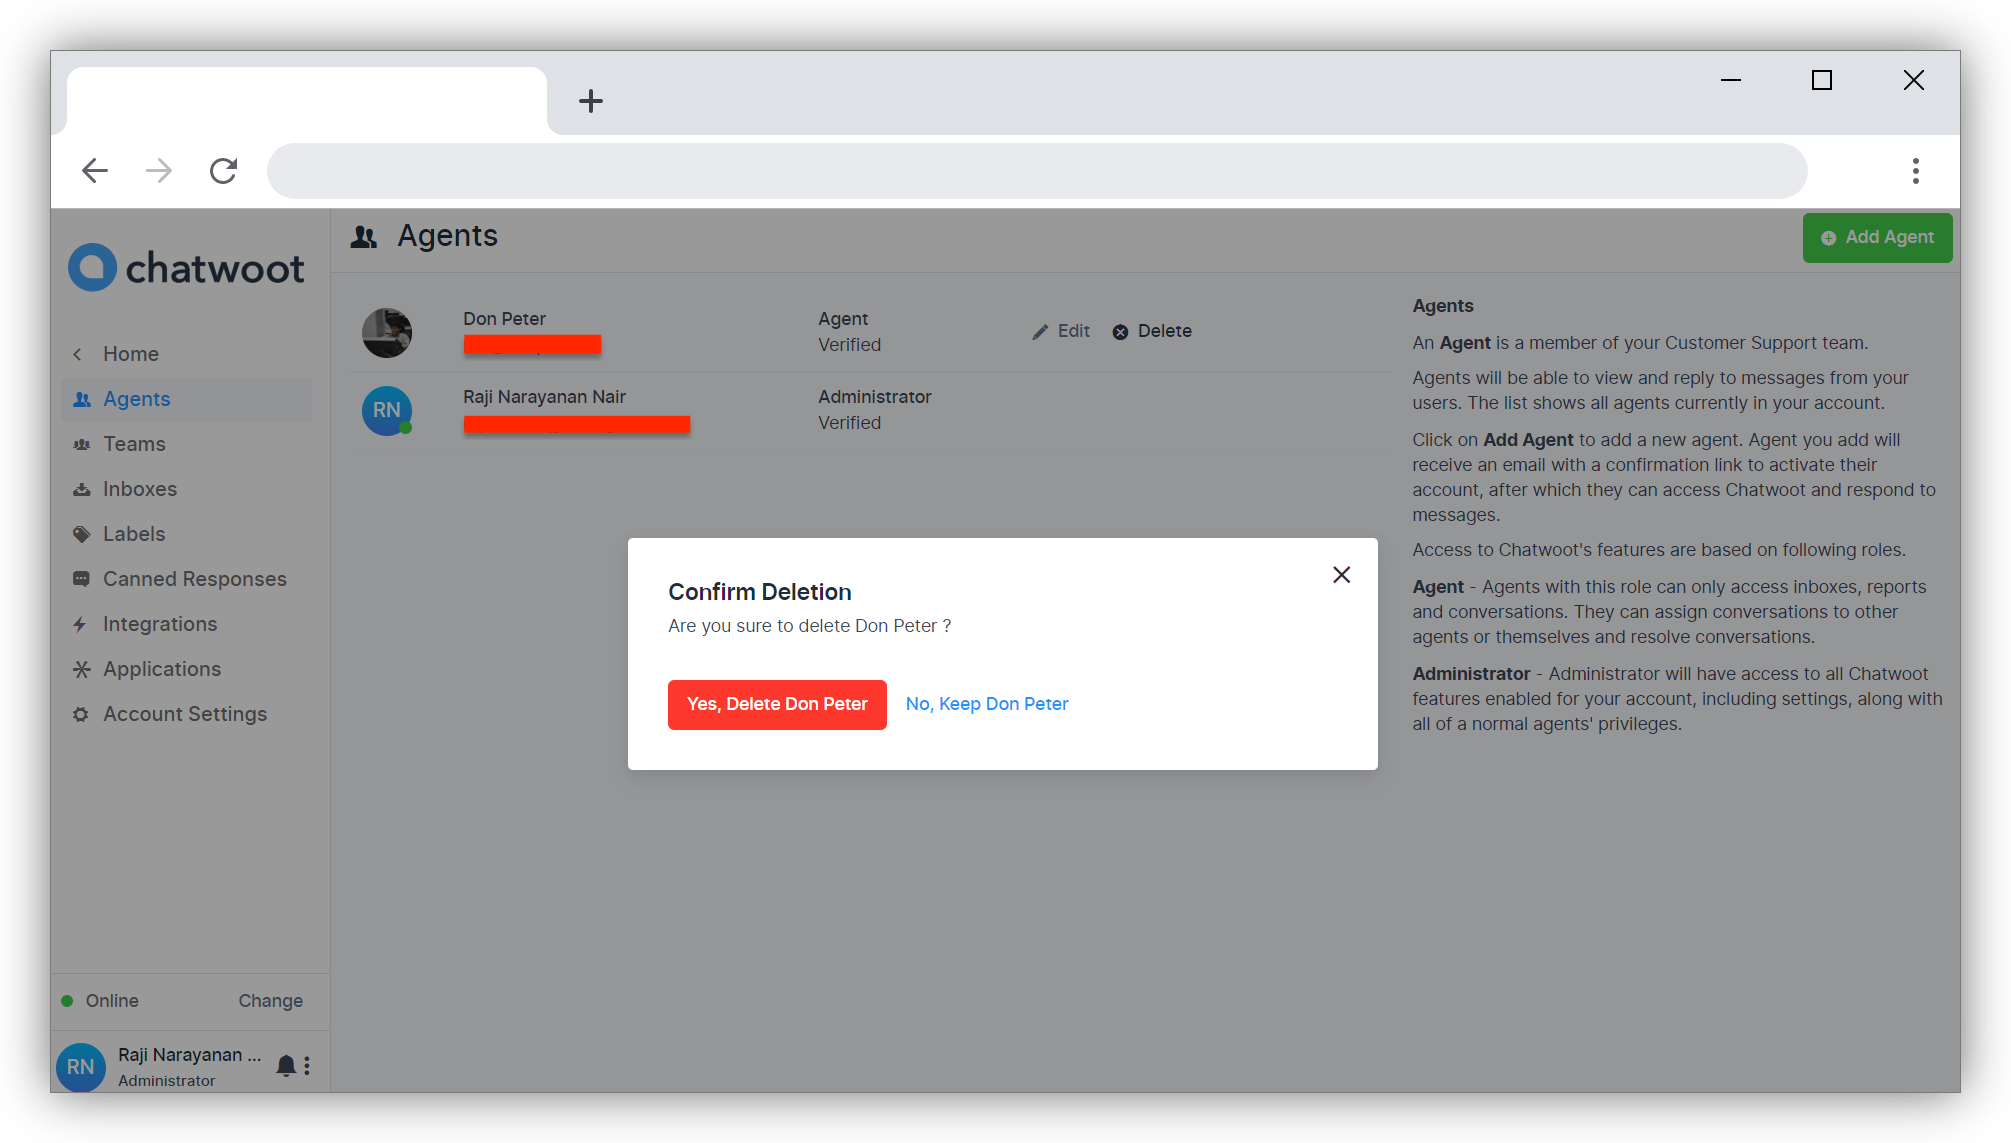 chatwoot
Home
Agents
Teams
Inboxes
Labels
Canned Responses
Integrations
Applications
Account Settings
Online Change
RN
Raji Narayanan ...
Administrator
Agents
Add Agent
Don Peter
Agent
Verified
Edit Delete
RN
Raji Narayanan Nair
Administrator
Verified
Agents
An Agent is a member of your Customer Support team.
Agents will be able to view and reply to messages from your
users. The list shows all agents currently in your account.
Click on Add Agent to add a new agent. Agent you add will
receive an email with a confirmation link to activate their
account, after which they can access Chatwoot and respond to
messages.
Access to Chatwoot's features are based on following roles.
Agent - Agents with this role can only access inboxes, reports
and conversations. They can assign conversations to other
agents or themselves and resolve conversations.
Administrator - Administrator will have access to all Chatwoot
features enabled for your account, including settings, along with
all of a normal agents' privileges.
Confirm Deletion
Are you sure to delete Don Peter ?
Yes, Delete Don Peter
No, Keep Don Peter